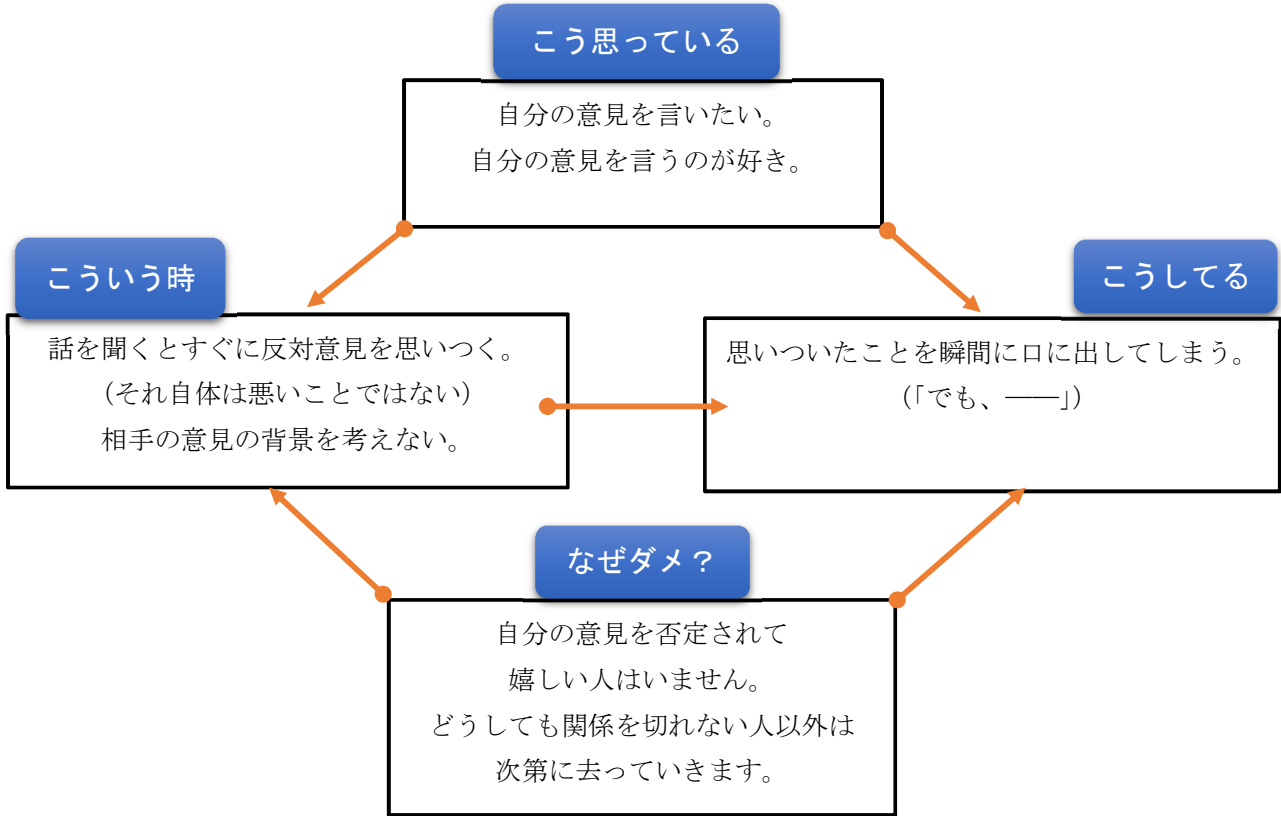 こう思っている
自分の意見を言いたい。
自分の意見を言うのが好き。
こういう時
話を聞くとすぐに反対意見を思いつく。
（それ自体は悪いことではない）
相手の意見の背景を考えない。
こうしてる
思いついたことを瞬間に口に出してしまう。
（「でも、――」）
なぜダメ？
自分の意見を否定されて
嬉しい人はいません。
どうしても関係を切れない人以外は
次第に去っていきます。